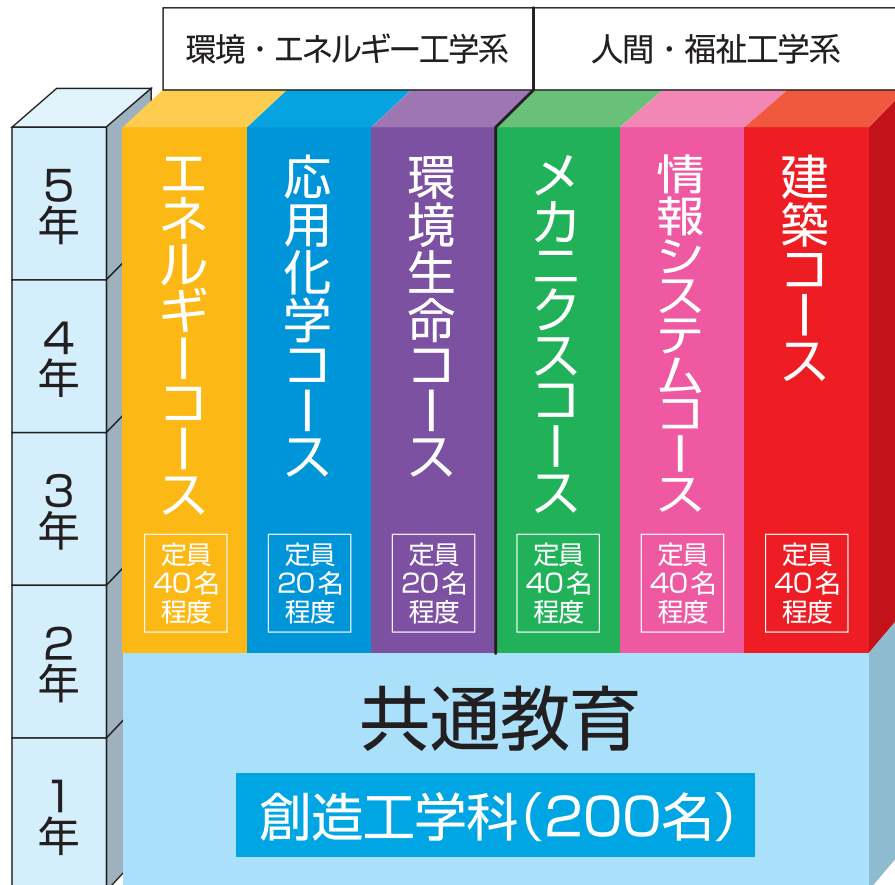 環境・エネルギー工学系
人間・福祉工学系
5年
4年
3年
2年
1年
エネルギーコース
定員
40名
程度
応用化学コース
定員
20名
程度
環境生命コース
定員
20名
程度
メカニクスコース
定員
40名
程度
情報システムコース
定員
40名
程度
建築コース
定員
40名
程度
共通教育
創造工学科(200名)